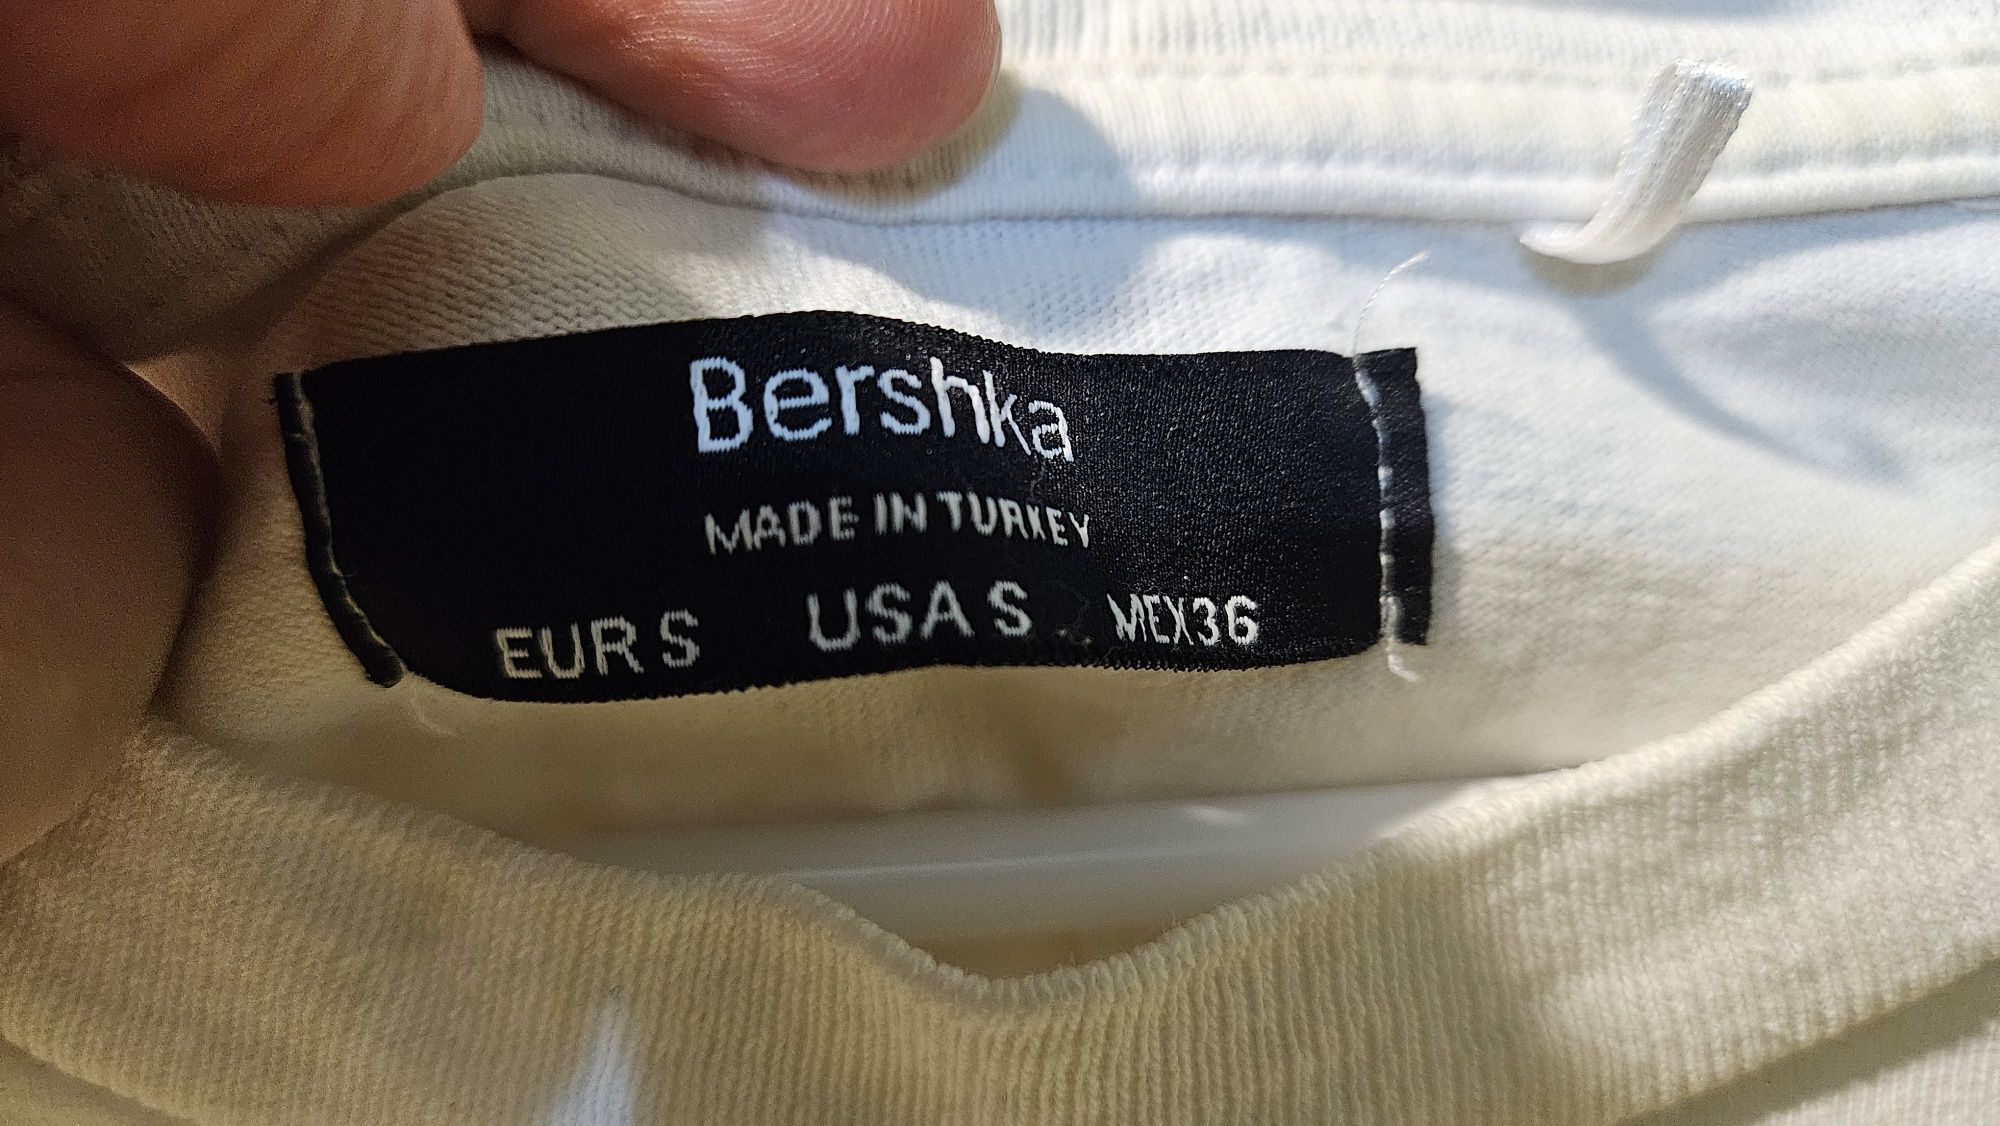 Bershka
MADE IN TURKEY
EUR S USA S MEX 36